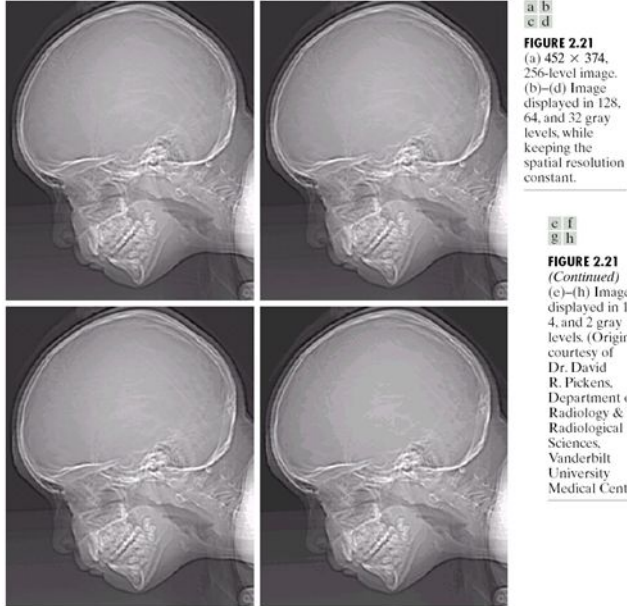 a b
c d
FIGURE 2.21
(a) 452 × 374,
256-level image.
(b)–(d) Image
displayed in 128,
64, and 32 gray
levels, while
keeping the
spatial resolution
constant.
e f
g h
FIGURE 2.21
(Continued)
(e)–(h) Image
displayed in 1
4, and 2 gray
levels. (Origin
courtesy of
Dr. David
R. Pickens,
Department o
Radiology &
Radiological
Sciences,
Vanderbilt
University
Medical Cent